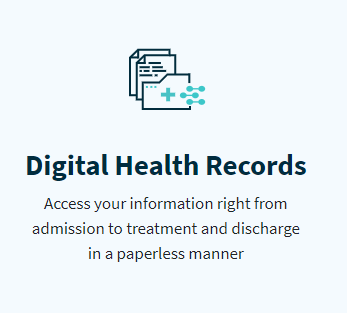 Digital Health Records
Access your information right from
admission to treatment and discharge
in a paperless manner